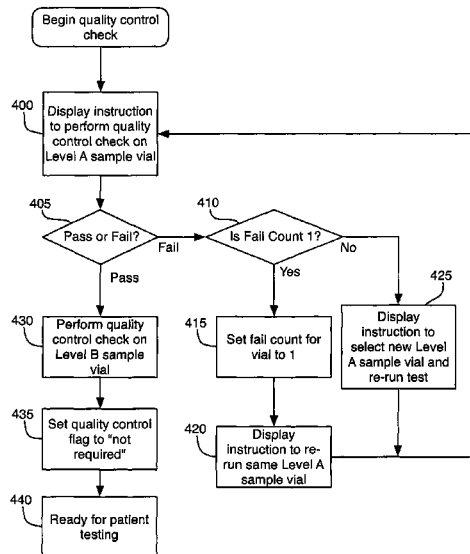 Begin quality control
check
400
Display instruction
to perform quality
control check on
Level A sample vial
405
Pass or Fail?
Fail
Pass
410
Is Fail Count 1?
No
Yes
425
Display
instruction to
select new Level
A sample vial and
re-run test
415
Set fail count for
vial to 1
420
Display
instruction to re-
run same Level A
sample vial
430
Perform quality
control check on
Level B sample
vial
435
Set quality control
flag to "not
required"
440
Ready for patient
testing